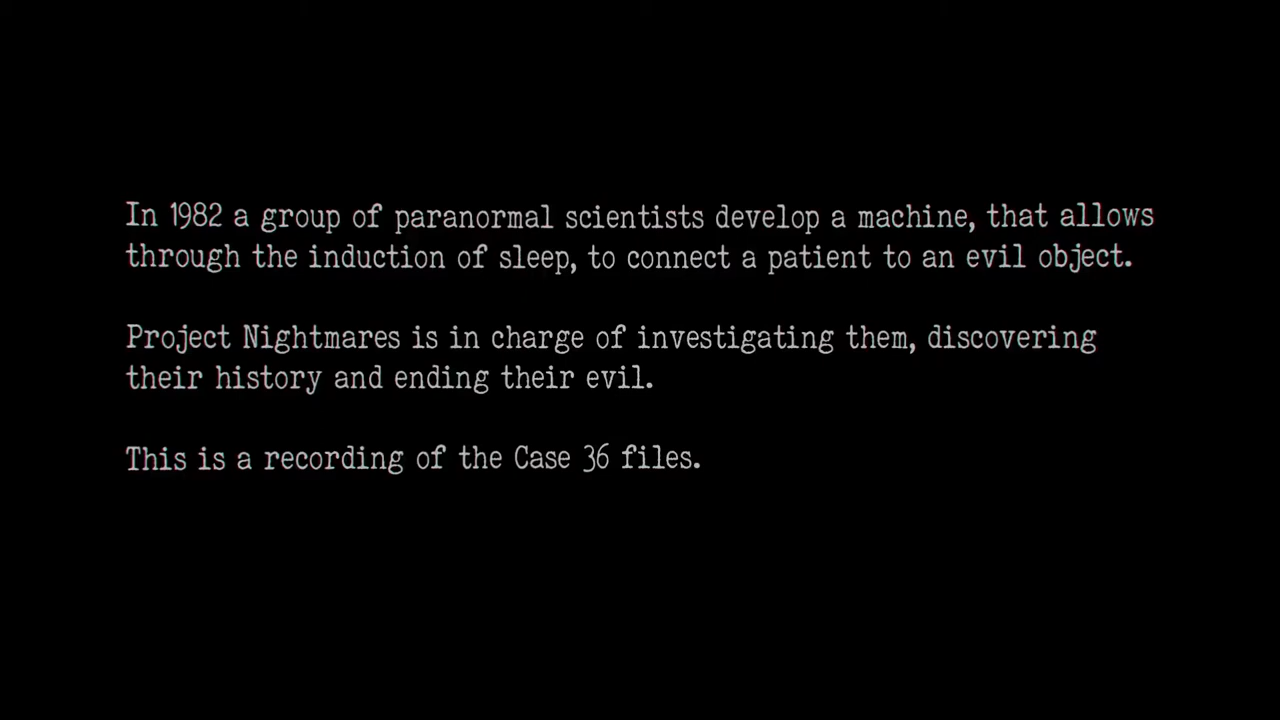 In 1982 a group of paranormal scientists develop a machine, that allows
through the induction of sleep, to connect a patient to an evil object.
Project Nightmares is in charge of investigating them, discovering
their history and ending their evil.
This is a recording of the Case 36 files.